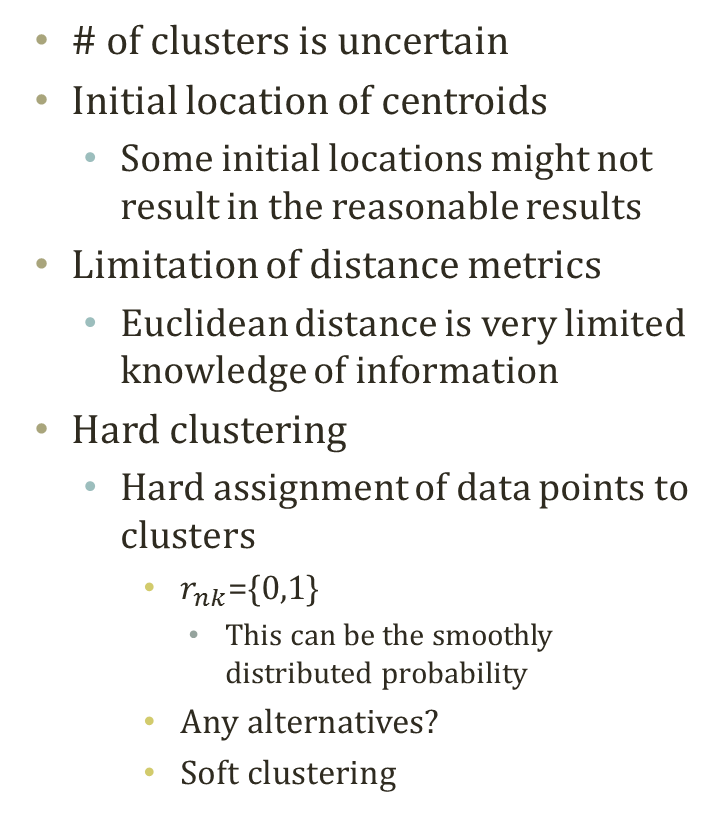 • # of clusters is uncertain
• Initial location of centroids
• Some initial locations might not
result in the reasonable results
• Limitation of distance metrics
• Euclidean distance is very limited
knowledge of information
• Hard clustering
• Hard assignment of data points to
clusters
• rₙₖ={0,1}
• This can be the smoothly
distributed probability
• Any alternatives?
• Soft clustering